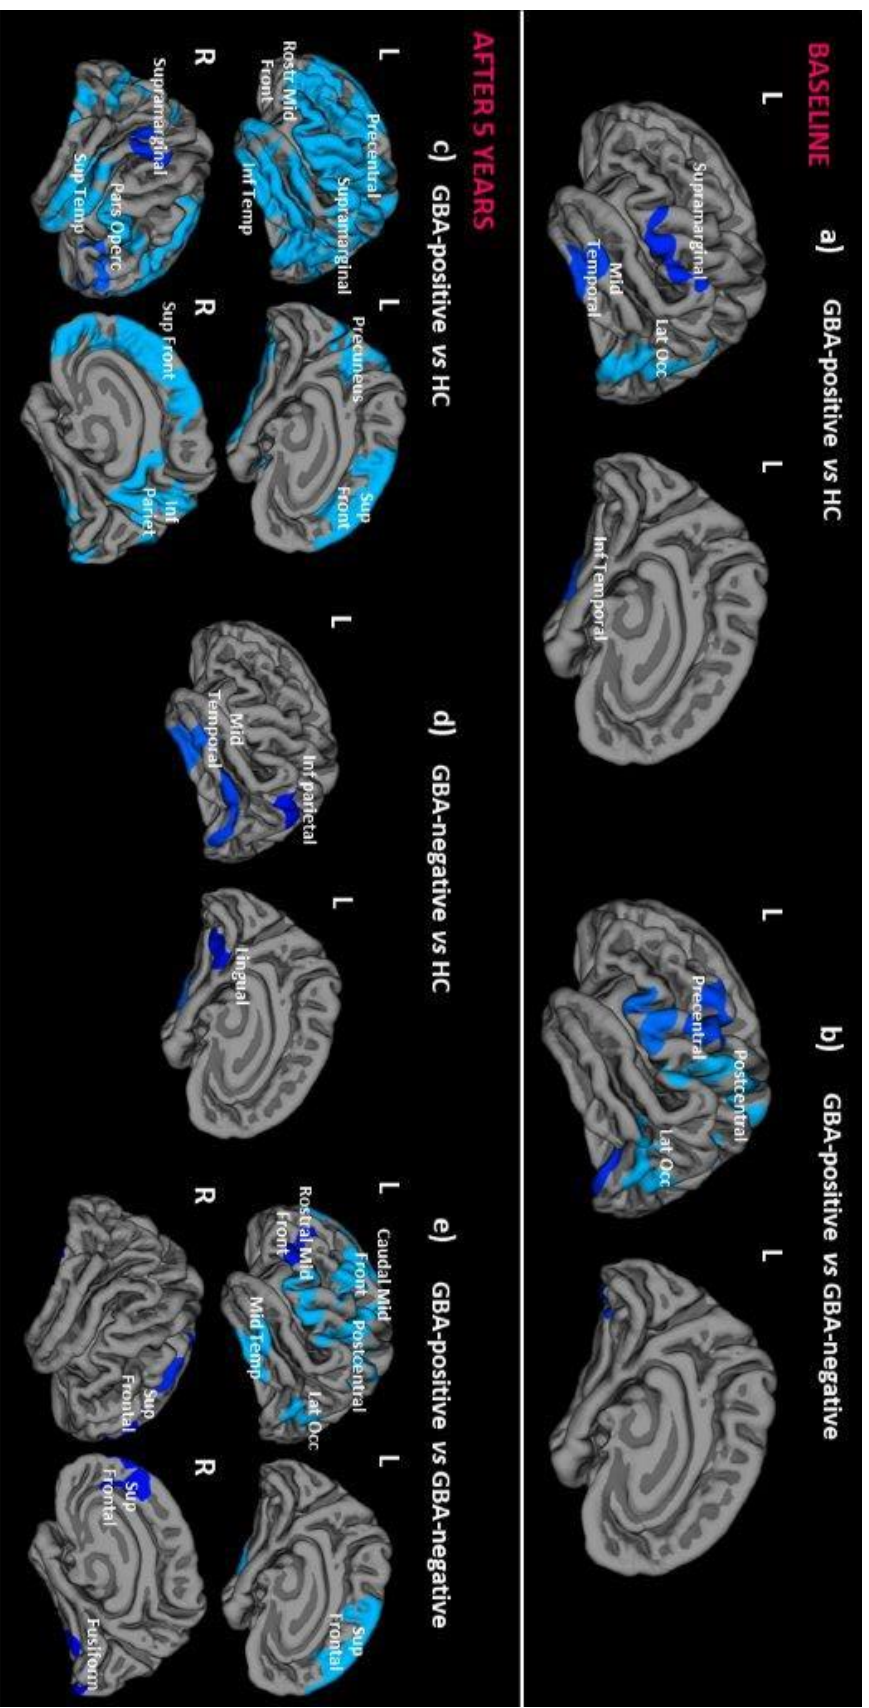 BASELINE
a) GBA-positive vs HC
L
Supramarginal
Mid
Temporal
Lat Occ
L
Inf Temporal
b) GBA-positive vs GBA-negative
L
Precentral
Postcentral
Lat Occ
L
AFTER 5 YEARS
c) GBA-positive vs HC
L
Rostr Mid
Front
Precentral
Supramarginal
Inf Temp
L
Precuneus
Sup
Front
R
Supramarginal
Sup Temp
Pars Operc
R
Sup Front
Inf
Pariet
d) GBA-negative vs HC
L
Mid
Temporal
Inf parietal
L
Lingual
e) GBA-positive vs GBA-negative
L
Rostral Mid
Front
Caudal Mid
Front
Postcentral
Mid Temp
Lat Occ
L
Sup
Frontal
R
Sup
Frontal
R
Sup
Frontal
Fusiform